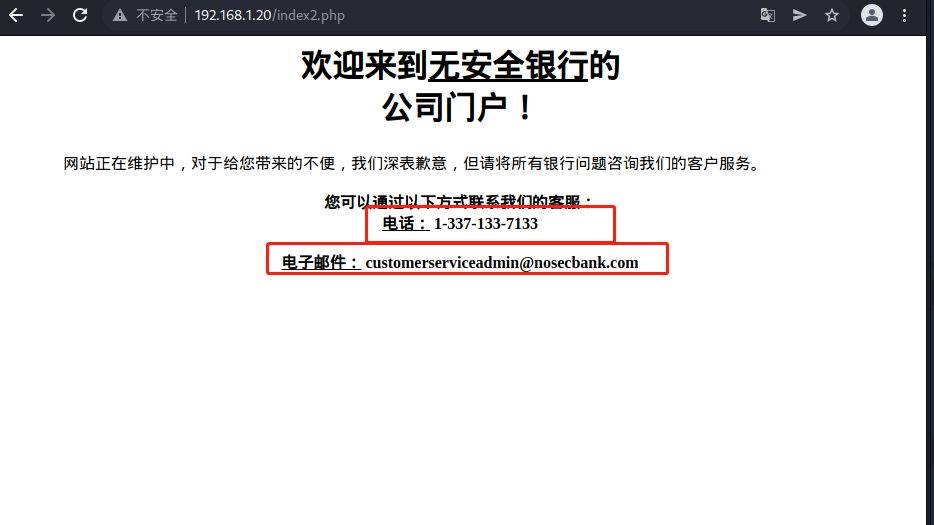 不安全 192.168.1.20/index2.php
欢迎来到无安全银行的
公司门户！
网站正在维护中，对于给您带来的不便，我们深表歉意，但请将所有银行问题咨询我们的客户服务。
您可以通过以下方式联系我们的客服：
电话： 1-337-133-7133
电子邮件： customerserviceadmin@nosecbank.com